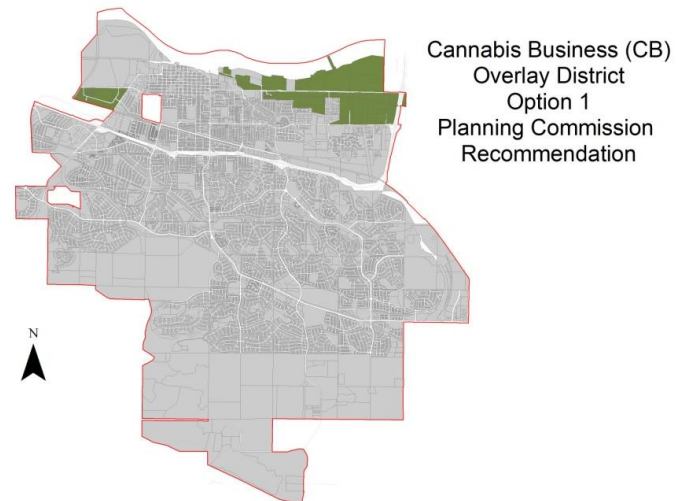 Cannabis Business (CB)
Overlay District
Option 1
Planning Commission
Recommendation
N